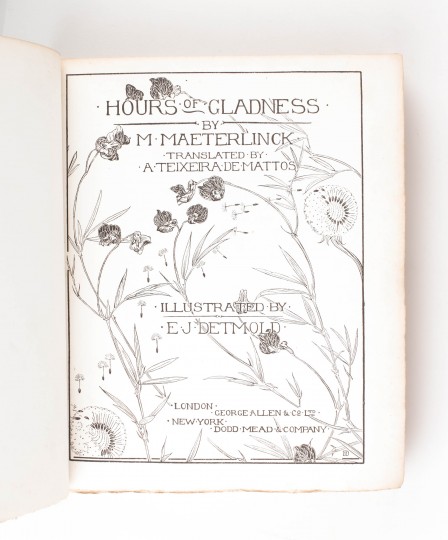 ·HOURS·OF·GLADNESS·
·BY·
M·MAETERLINCK·
·TRANSLATED·BY·
·A·TEIXEIRA·DE·MATTOS·
·ILLUSTRATED·BY·
·E·J·DETMOLD·
·LONDON·
·GEORGE ALLEN & CO· LTD·
·NEW·YORK·
·DODD·MEAD & COMPANY·